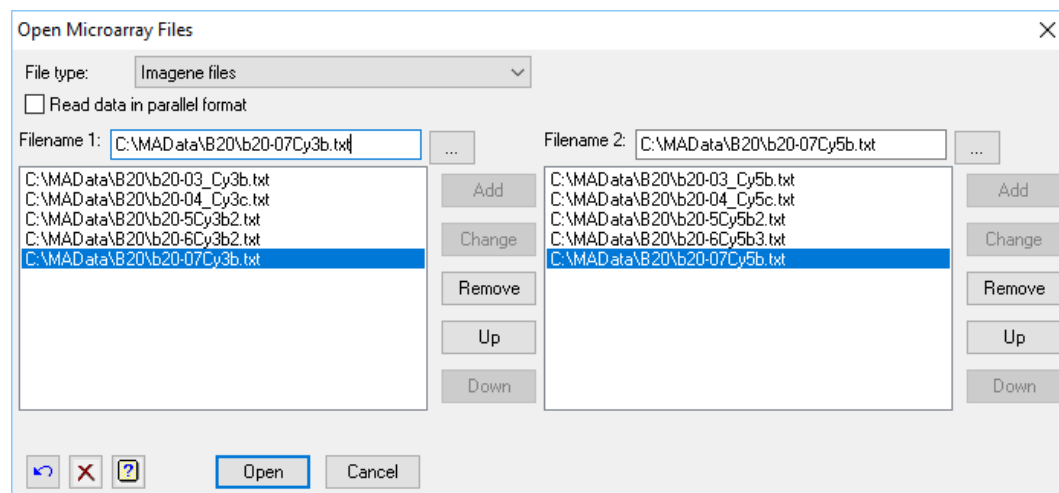 Open Microarray Files
File type: Imagene files
Read data in parallel format
Filename 1: C:\MAData\B20\b20-07Cy3b.txt ...
C:\MAData\B20\b20-03_Cy3b.txt
C:\MAData\B20\b20-04_Cy3c.txt
C:\MAData\B20\b20-5Cy3b2.txt
C:\MAData\B20\b20-6Cy3b2.txt
C:\MAData\B20\b20-07Cy3b.txt
Add
Change
Remove
Up
Down
Filename 2: C:\MAData\B20\b20-07Cy5b.txt ...
C:\MAData\B20\b20-03_Cy5b.txt
C:\MAData\B20\b20-04_Cy5c.txt
C:\MAData\B20\b20-5Cy5b2.txt
C:\MAData\B20\b20-6Cy5b3.txt
C:\MAData\B20\b20-07Cy5b.txt
Add
Change
Remove
Up
Down
? Open Cancel